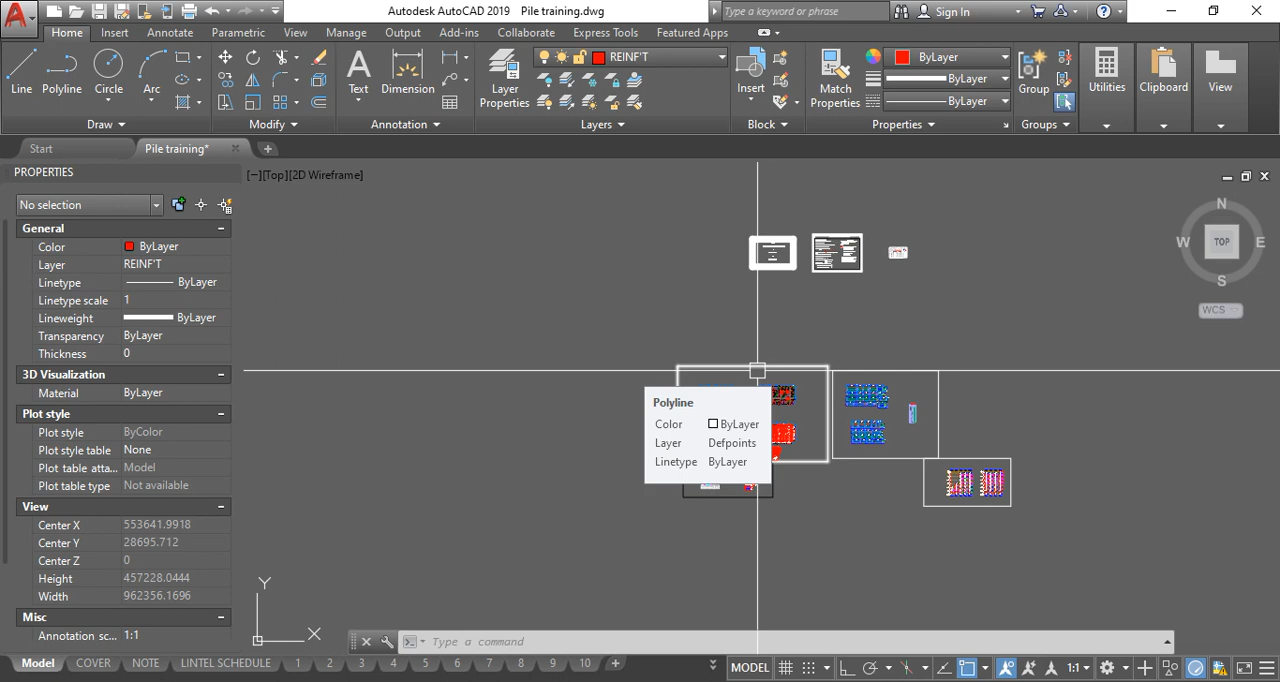 Autodesk AutoCAD 2019 Pile training.dwg
Type a keyword or phrase
Sign In
Home Insert Annotate Parametric View Manage Output Add-ins Collaborate Express Tools Featured Apps
Line
Polyline
Circle
Arc
Draw
Modify
Text
Dimension
Annotation
Layer
Properties
REINF'T
Layers
Insert
Block
Match
Properties
ByLayer
ByLayer
ByLayer
Properties
Group
Groups
Utilities
Clipboard
View
Start
Pile training*
PROPERTIES
No selection
General
Color ByLayer
Layer REINF'T
Linetype ByLayer
Linetype scale 1
Lineweight ByLayer
Transparency ByLayer
Thickness 0
3D Visualization
Material ByLayer
Plot style
Plot style ByColor
Plot style table None
Plot table atta... Model
Plot table type Not available
View
Center X 553641.9918
Center Y 28695.712
Center Z 0
Height 457228.0444
Width 962356.1696
Misc
Annotation sc... 1:1
[−][Top][2D Wireframe]
N
W TOP E
S
WCS
Polyline
Color ByLayer
Layer Defpoints
Linetype ByLayer
Y
X
Type a command
Model COVER NOTE LINTEL SCHEDULE 1 2 3 4 5 6 7 8 9 10
MODEL
1:1